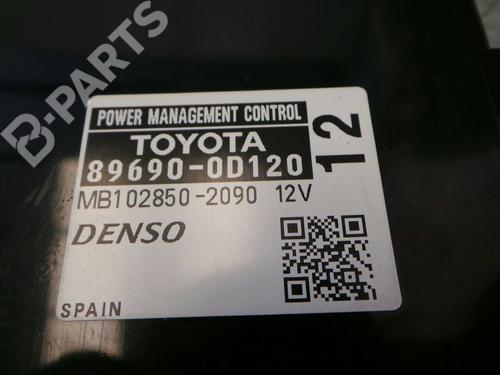 B-PARTS
POWER MANAGEMENT CONTROL
TOYOTA
89690-0D120
12
MB102850-2090 12V
DENSO
SPAIN